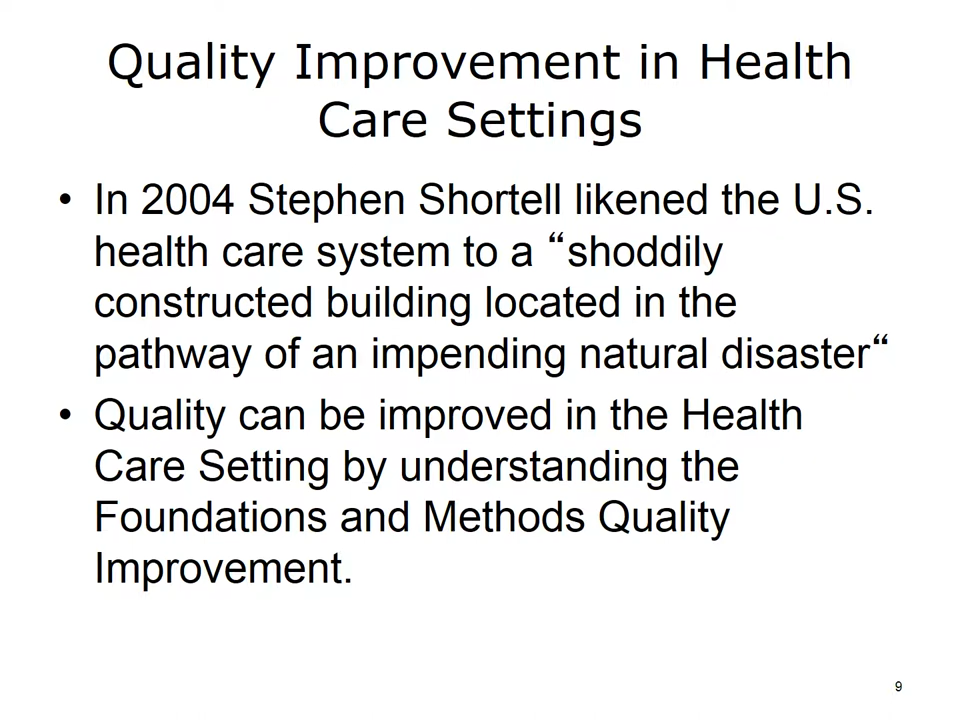 Quality Improvement in Health
Care Settings
• In 2004 Stephen Shortell likened the U.S.
health care system to a “shoddily
constructed building located in the
pathway of an impending natural disaster“
• Quality can be improved in the Health
Care Setting by understanding the
Foundations and Methods Quality
Improvement.
9